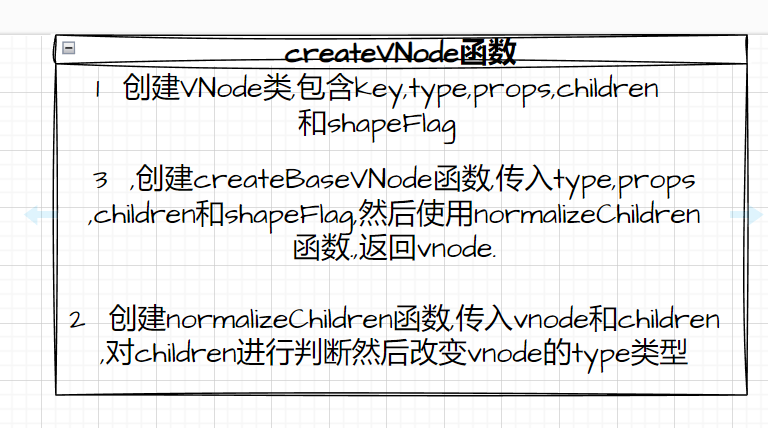 createVNode函数
1 创建VNode类,包含key,type,props,children
和shapeFlag
3 ,创建createBaseVNode函数,传入type,props
,children和shapeFlag,然后使用normalizeChildren
函数.,返回vnode.
2 创建normalizeChildren函数,传入vnode和children
,对children进行判断然后改变vnode的type类型